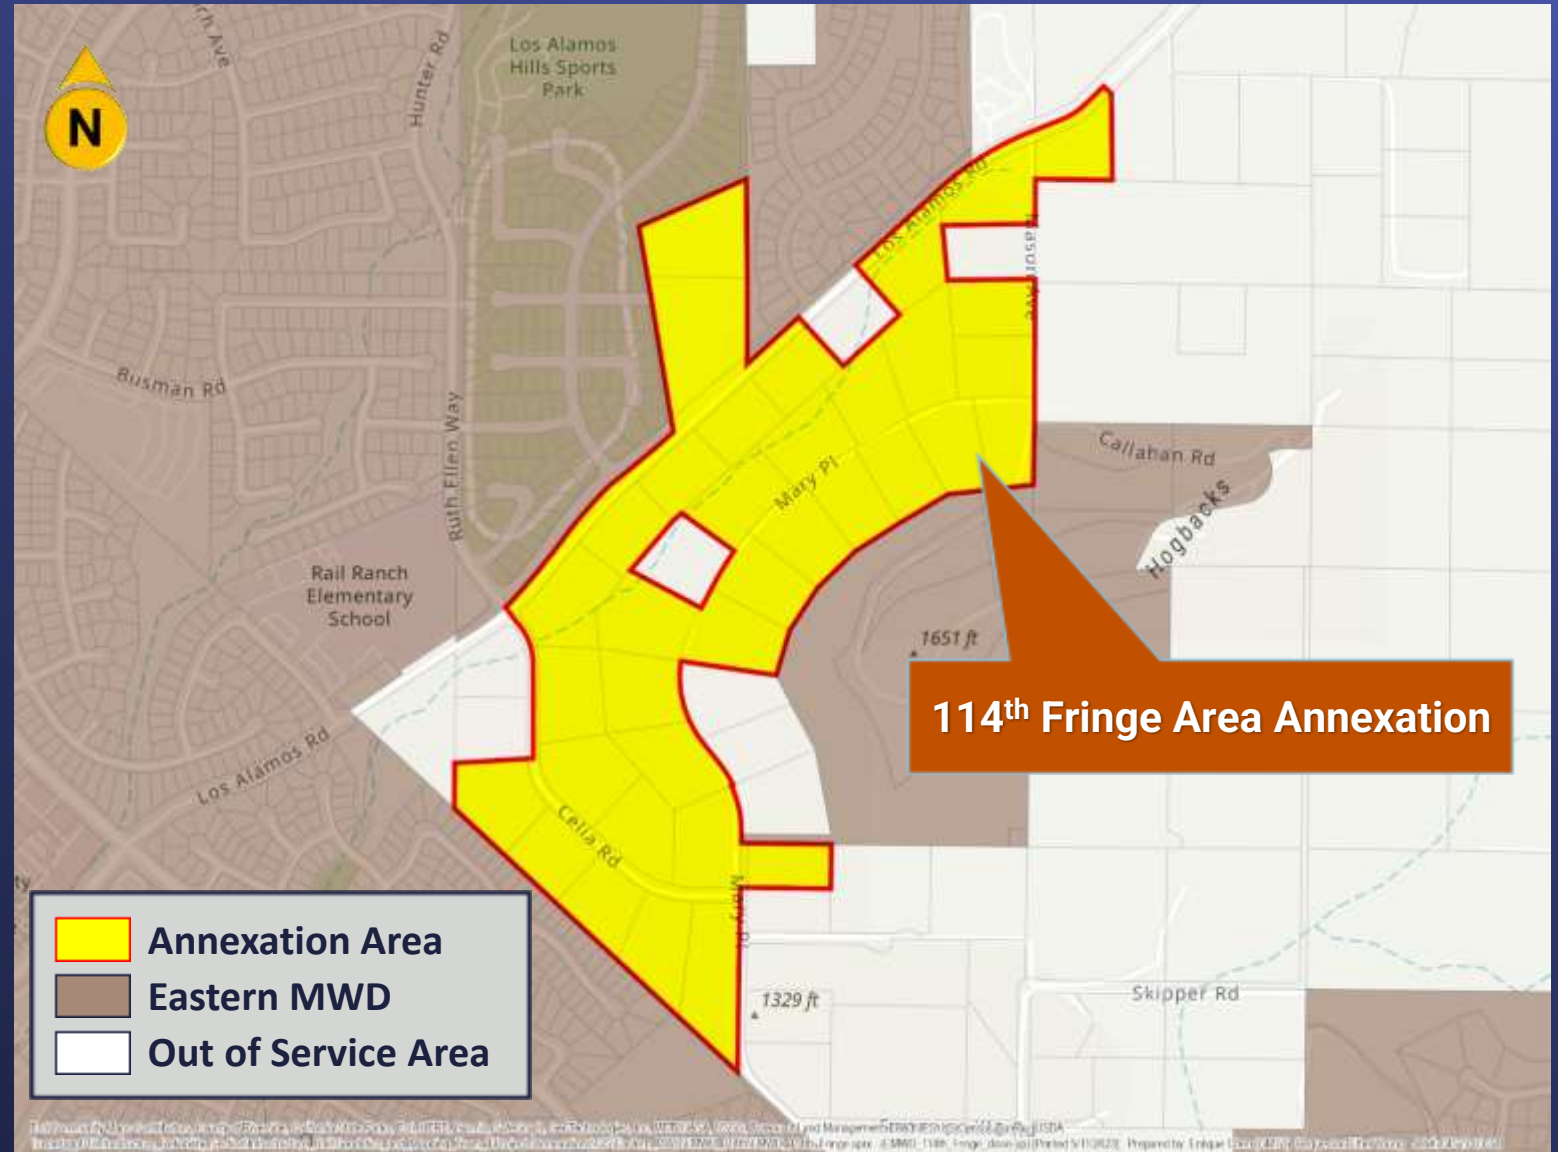 N
Hunter Rd
Los Alamos
Hills Sports
Park
Los Alamos Rd
Mason Ave
Busman Rd
Ruth Ellen Way
Mary Pl
Callahan Rd
Hogbacks
Rail Ranch
Elementary
School
1651 ft
114th Fringe Area Annexation
Los Alamos Rd
Celia Rd
Mary Pl
Annexation Area
Eastern MWD
Out of Service Area
1329 ft
Skipper Rd